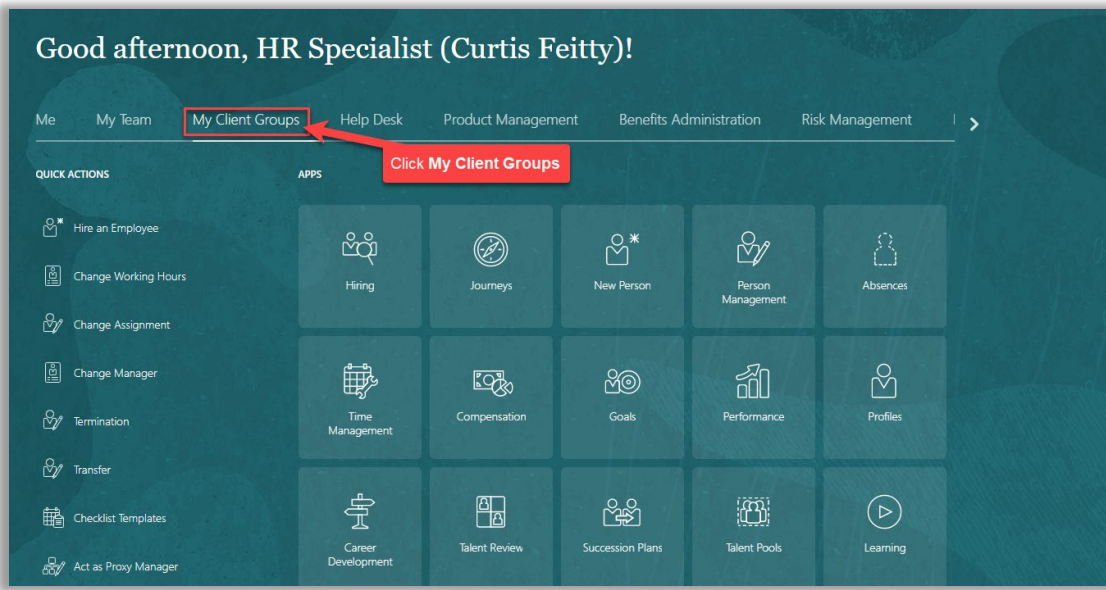 Good afternoon, HR Specialist (Curtis Feitty)!
Me My Team My Client Groups Help Desk Product Management Benefits Administration Risk Management
Click My Client Groups
QUICK ACTIONS
Hire an Employee
Change Working Hours
Change Assignment
Change Manager
Termination
Transfer
Checklist Templates
Act as Proxy Manager
APPS
Hiring
Journeys
New Person
Person
Management
Absences
Time
Management
Compensation
Goals
Performance
Profiles
Career
Development
Talent Review
Succession Plans
Talent Pools
Learning